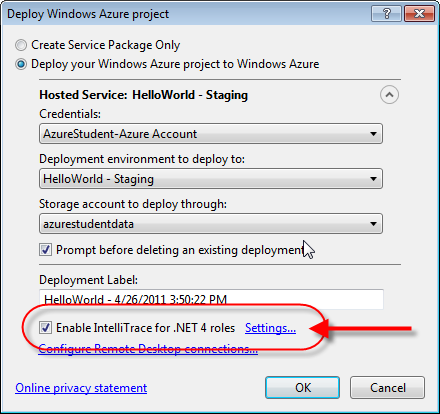 Deploy Windows Azure project
Create Service Package Only
Deploy your Windows Azure project to Windows Azure
Hosted Service: HelloWorld - Staging
Credentials:
AzureStudent-Azure Account
Deployment environment to deploy to:
HelloWorld - Staging
Storage account to deploy through:
azurestudentdata
Prompt before deleting an existing deployment
Deployment Label:
HelloWorld - 4/26/2011 3:50:22 PM
Enable IntelliTrace for .NET 4 roles Settings...
Configure Remote Desktop connections...
Online privacy statement OK Cancel